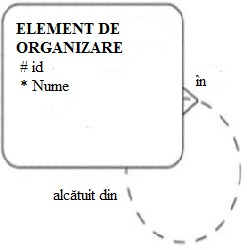 ELEMENT DE
ORGANIZARE
# id
* Nume
în
alcătuit din